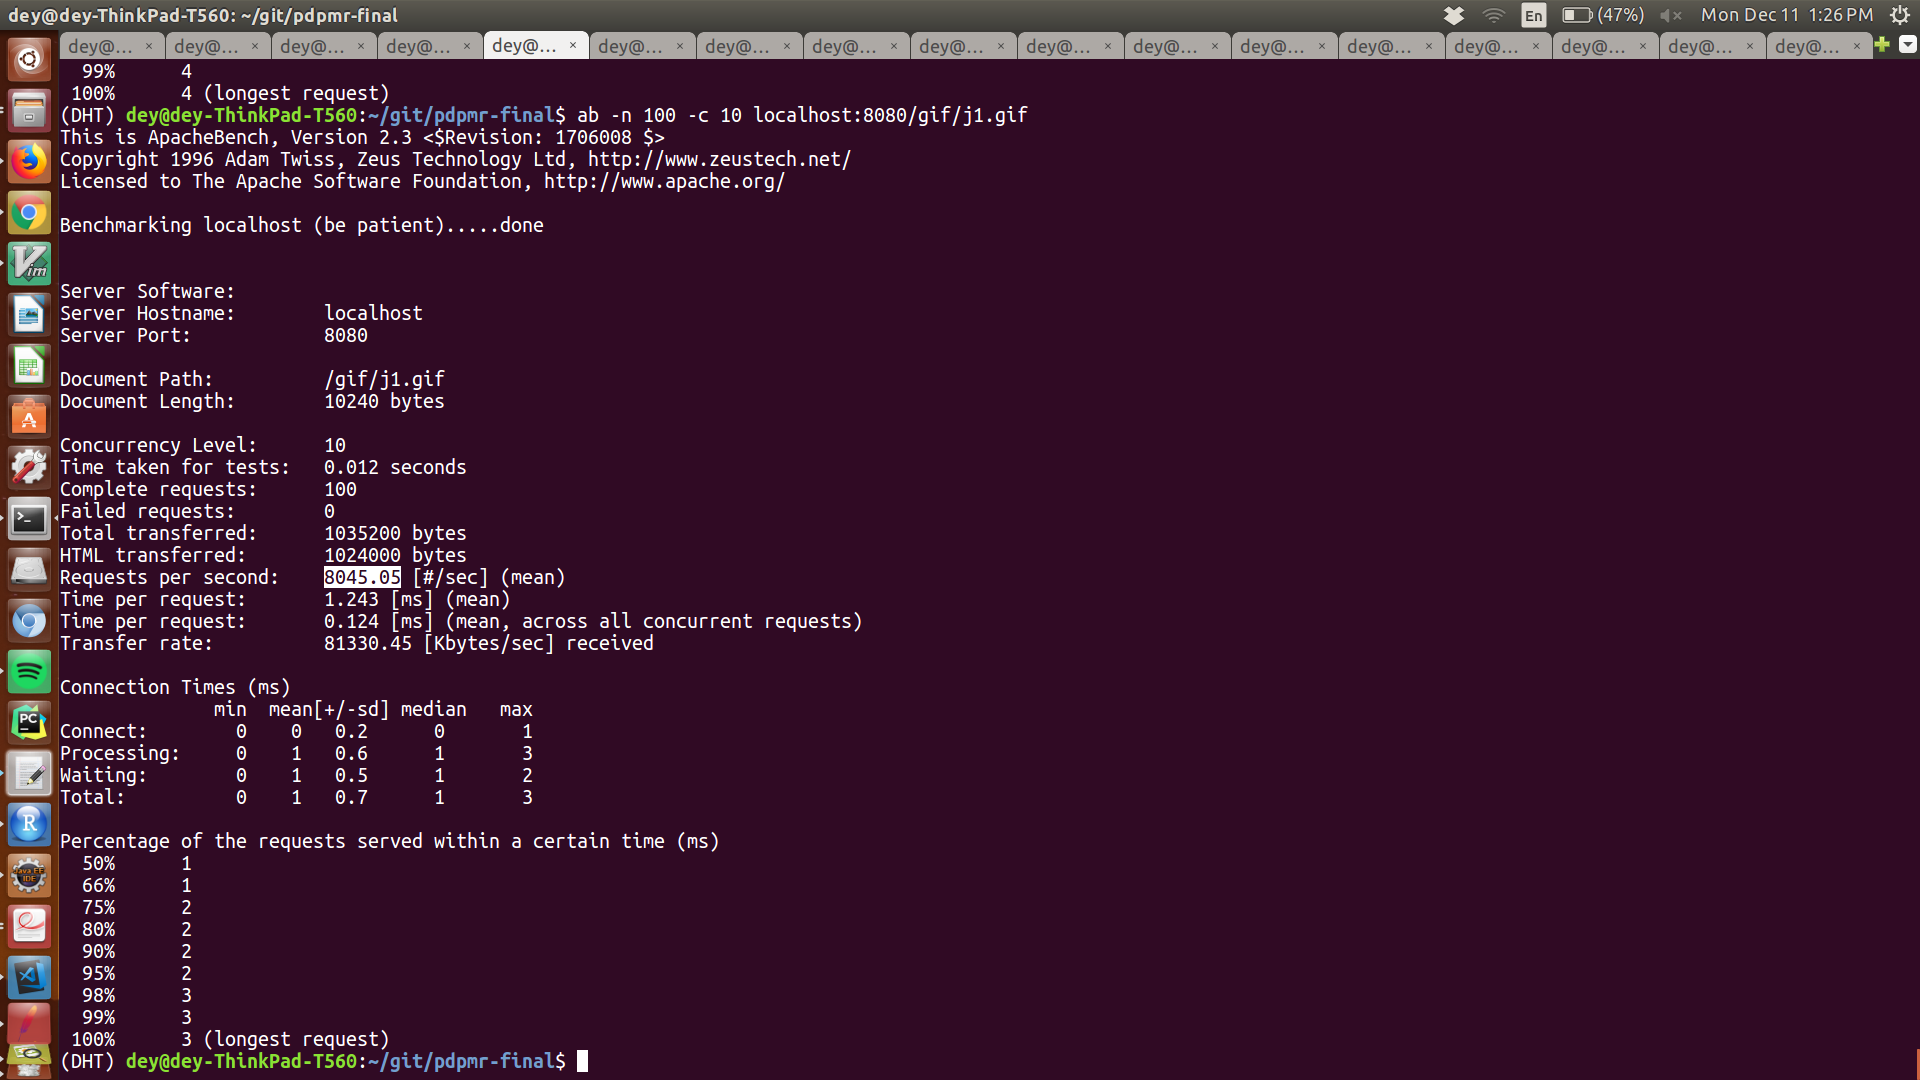 dey@dey-ThinkPad-T560: ~/git/pdpmr-final
En (47%) Mon Dec 11 1:26 PM
dey@... × dey@... × dey@... × dey@... × dey@... × dey@... × dey@... × dey@... × dey@... × dey@... × dey@... × dey@... × dey@... × dey@... × dey@... × dey@... × dey@... ×
  99%      4
 100%      4 (longest request)
(DHT) dey@dey-ThinkPad-T560:~/git/pdpmr-final$ ab -n 100 -c 10 localhost:8080/gif/j1.gif
This is ApacheBench, Version 2.3 <$Revision: 1706008 $>
Copyright 1996 Adam Twiss, Zeus Technology Ltd, http://www.zeustech.net/
Licensed to The Apache Software Foundation, http://www.apache.org/

Benchmarking localhost (be patient).....done


Server Software:
Server Hostname:        localhost
Server Port:            8080

Document Path:          /gif/j1.gif
Document Length:        10240 bytes

Concurrency Level:      10
Time taken for tests:   0.012 seconds
Complete requests:      100
Failed requests:        0
Total transferred:      1035200 bytes
HTML transferred:       1024000 bytes
Requests per second:    8045.05 [#/sec] (mean)
Time per request:       1.243 [ms] (mean)
Time per request:       0.124 [ms] (mean, across all concurrent requests)
Transfer rate:          81330.45 [Kbytes/sec] received

Connection Times (ms)
              min  mean[+/-sd] median   max
Connect:        0    0   0.2      0       1
Processing:     0    1   0.6      1       3
Waiting:        0    1   0.5      1       2
Total:          0    1   0.7      1       3

Percentage of the requests served within a certain time (ms)
  50%      1
  66%      1
  75%      2
  80%      2
  90%      2
  95%      2
  98%      3
  99%      3
 100%      3 (longest request)
(DHT) dey@dey-ThinkPad-T560:~/git/pdpmr-final$
Vim
PC
R
Java EE
IDE